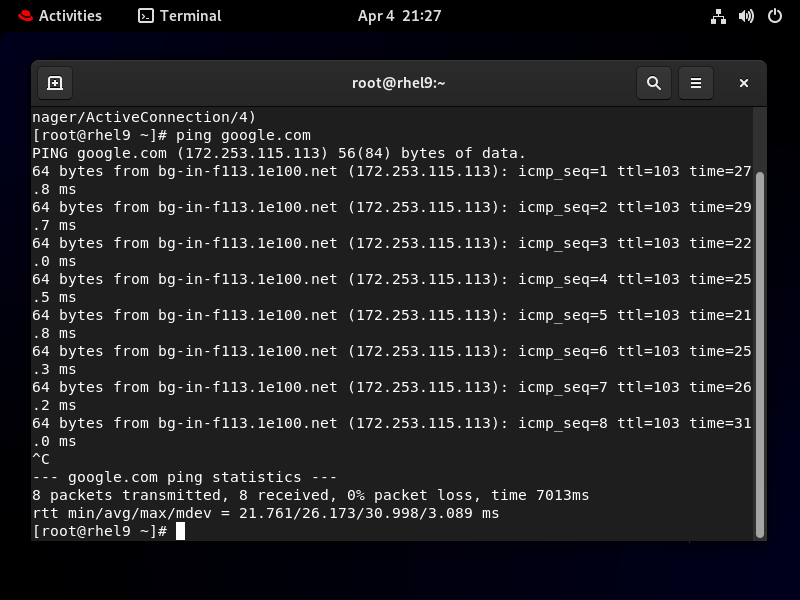 Activities Terminal Apr 4 21:27
root@rhel9:~
nager/ActiveConnection/4)
[root@rhel9 ~]# ping google.com
PING google.com (172.253.115.113) 56(84) bytes of data.
64 bytes from bg-in-f113.1e100.net (172.253.115.113): icmp_seq=1 ttl=103 time=27
.8 ms
64 bytes from bg-in-f113.1e100.net (172.253.115.113): icmp_seq=2 ttl=103 time=29
.7 ms
64 bytes from bg-in-f113.1e100.net (172.253.115.113): icmp_seq=3 ttl=103 time=22
.0 ms
64 bytes from bg-in-f113.1e100.net (172.253.115.113): icmp_seq=4 ttl=103 time=25
.5 ms
64 bytes from bg-in-f113.1e100.net (172.253.115.113): icmp_seq=5 ttl=103 time=21
.8 ms
64 bytes from bg-in-f113.1e100.net (172.253.115.113): icmp_seq=6 ttl=103 time=25
.3 ms
64 bytes from bg-in-f113.1e100.net (172.253.115.113): icmp_seq=7 ttl=103 time=26
.2 ms
64 bytes from bg-in-f113.1e100.net (172.253.115.113): icmp_seq=8 ttl=103 time=31
.0 ms
^C
--- google.com ping statistics ---
8 packets transmitted, 8 received, 0% packet loss, time 7013ms
rtt min/avg/max/mdev = 21.761/26.173/30.998/3.089 ms
[root@rhel9 ~]#